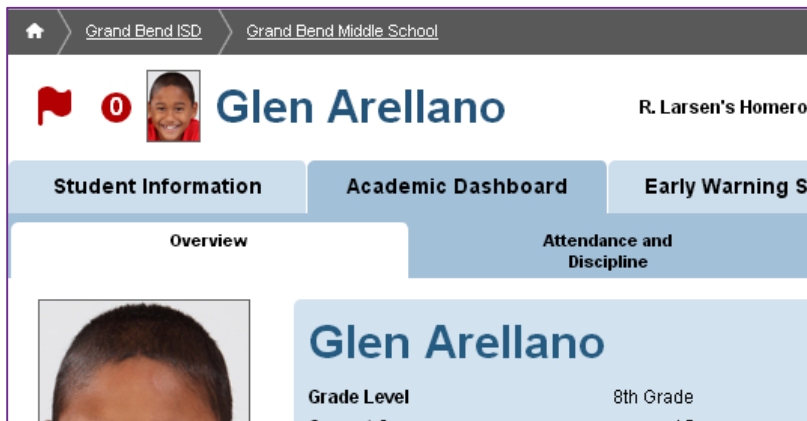 Grand Bend ISD Grand Bend Middle School
0 Glen Arellano R. Larsen's
Student Information Academic Dashboard Early Warning
Overview Attendance and
Discipline
Glen Arellano
Grade Level 8th Grade